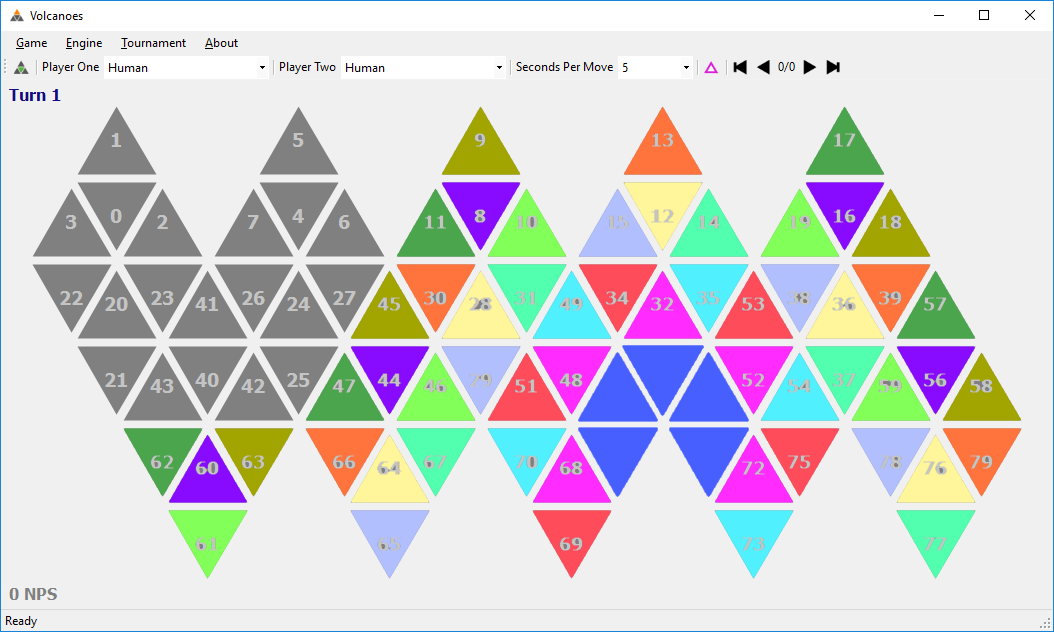 Volcanoes
Game Engine Tournament About
Player One Human Player Two Human Seconds Per Move 5 0/0
Turn 1
1 5 9 13 17
3 0 2 7 4 6 11 8 10 15 12 14 19 16 18
22 20 23 41 26 24 27 45 30 28 31 49 34 32 35 53 38 36 39 57
21 43 40 42 25 47 44 46 29 51 48 52 54 37 59 56 58
62 60 63 66 64 67 70 68 72 75 78 76 79
61 65 69 73 77
0 NPS
Ready